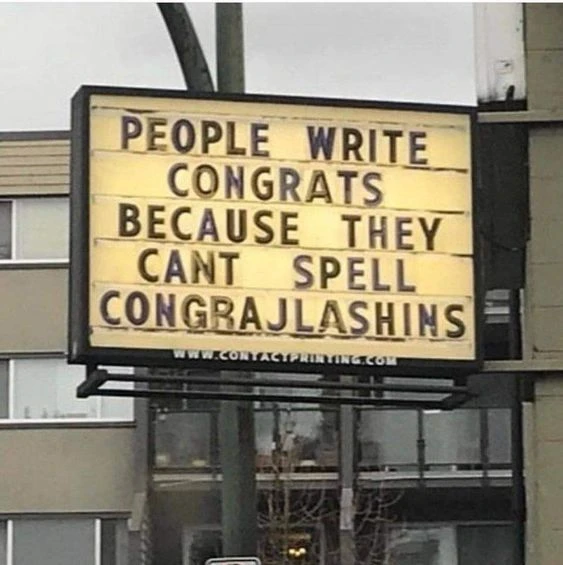 PEOPLE WRITE
CONGRATS
BECAUSE THEY
CANT SPELL
CONGRAJLASHINS
WWW.CONTACTPRINTING.COM